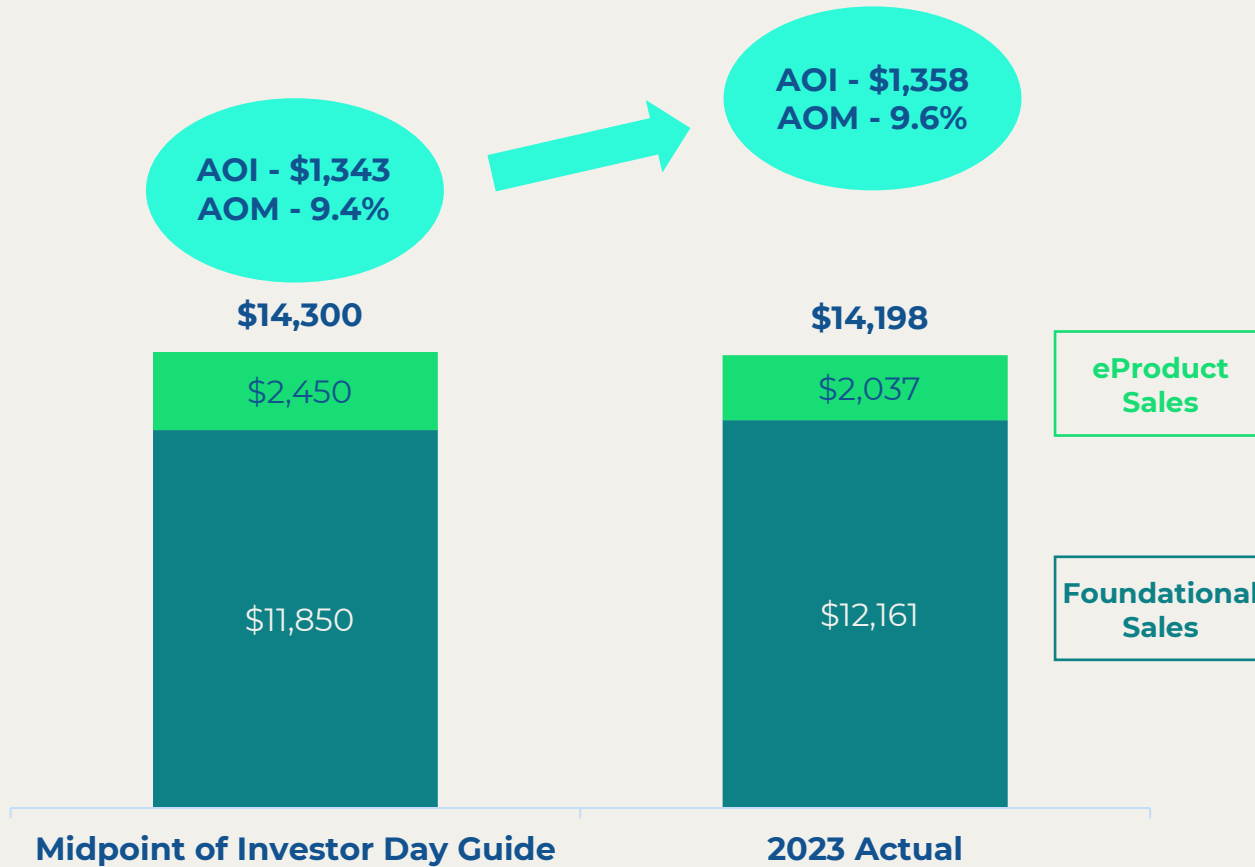 AOI - $1,343
AOM - 9.4%
AOI - $1,358
AOM - 9.6%
$14,300
$14,198
$2,450
$2,037
eProduct
Sales
$11,850
$12,161
Foundational
Sales
Midpoint of Investor Day Guide
2023 Actual